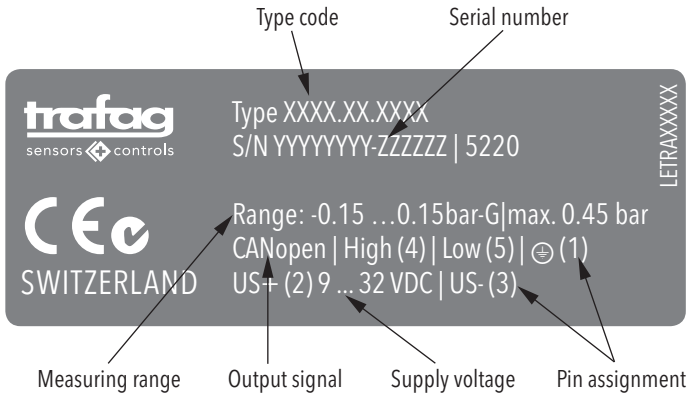 Type code
Serial number
trafag
sensors controls
Type XXXX.XX.XXXX
S/N YYYYYYYY-ZZZZZZ | 5220
LETRAXXXXX
Range: -0.15 ...0.15bar-G|max. 0.45 bar
CANopen | High (4) | Low (5) | ⏚ (1)
US+ (2) 9 ... 32 VDC | US- (3)
CE
SWITZERLAND
Measuring range
Output signal
Supply voltage
Pin assignment